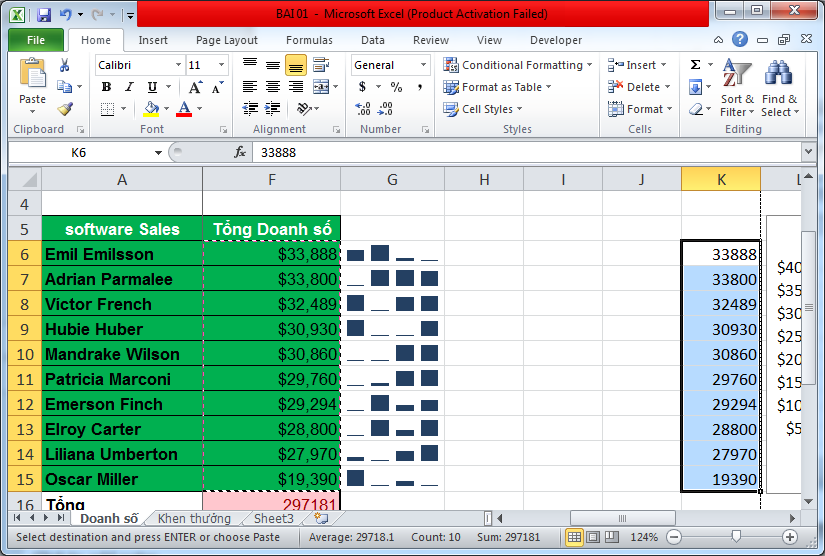 BAI 01 - Microsoft Excel (Product Activation Failed)
File Home Insert Page Layout Formulas Data Review View Developer
Calibri 11 General Conditional Formatting Insert Σ
Paste B I U A A $ % , Format as Table Delete Sort & Filter Find & Select
Cell Styles Format
Clipboard Font Alignment Number Styles Cells Editing
K6 fx 33888
A F G H I J K L
4
5 software Sales Tổng Doanh số
6 Emil Emilsson $33,888 33888
7 Adrian Parmalee $33,800 33800 $40
8 Victor French $32,489 32489 $35
9 Hubie Huber $30,930 30930 $30
10 Mandrake Wilson $30,860 30860 $25
11 Patricia Marconi $29,760 29760 $20
12 Emerson Finch $29,294 29294 $15
13 Elroy Carter $28,800 28800 $10
14 Liliana Umberton $27,970 27970 $5
15 Oscar Miller $19,390 19390
16 Tổng 297181
Doanh số Khen thưởng Sheet3
Select destination and press ENTER or choose Paste Average: 29718.1 Count: 10 Sum: 297181 124%